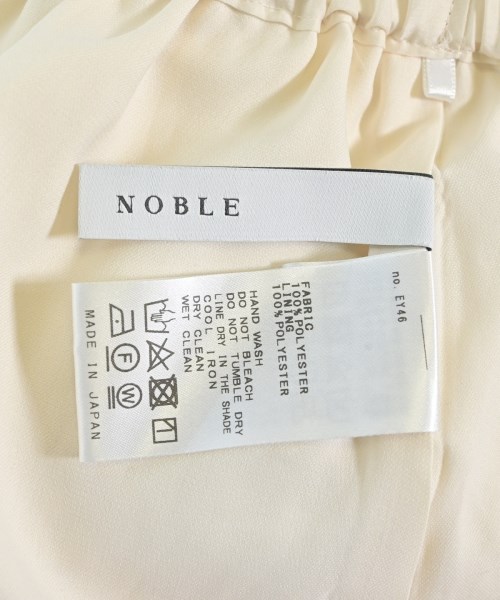 NOBLE
no. EY46
FABRIC
100%POLYESTER
LINING
100%POLYESTER
HAND WASH
DO NOT BLEACH
DO NOT TUMBLE DRY
LINE DRY IN THE SHADE
COOL IRON
DRY CLEAN
WET CLEAN
F
W
MADE IN JAPAN